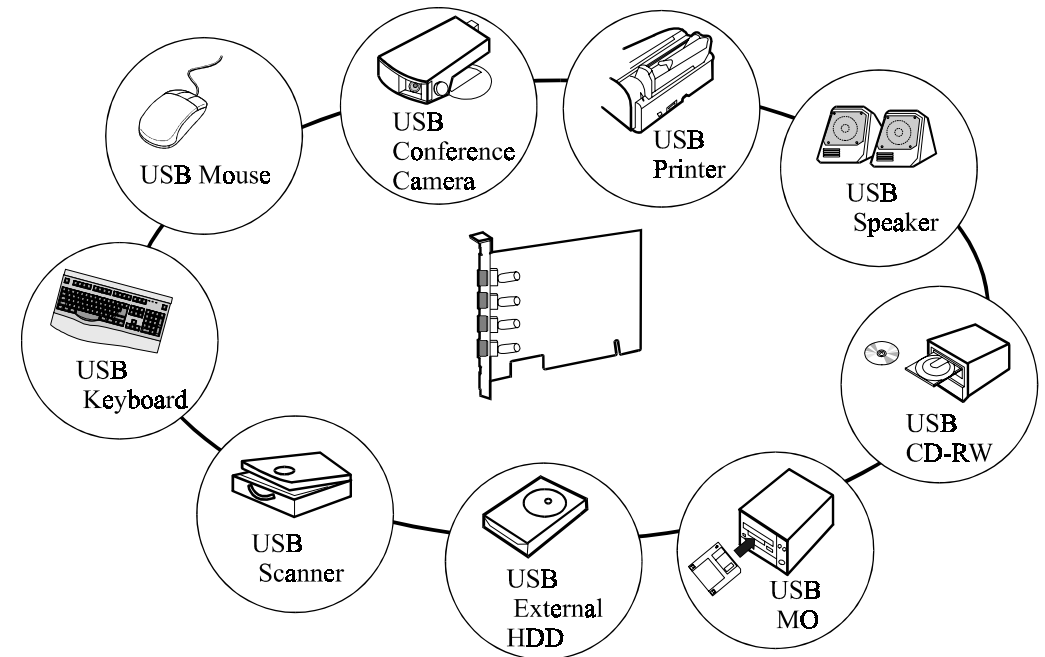 USB Mouse
USB
Conference
Camera
USB
Printer
USB
Speaker
USB
Keyboard
USB
CD-RW
USB
Scanner
USB
External
HDD
USB
MO